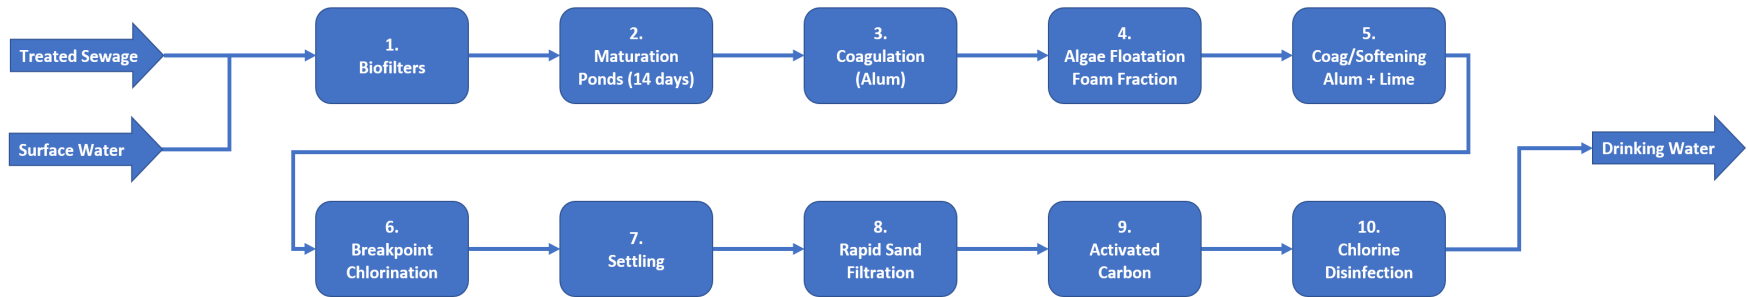 Treated Sewage
Surface Water
1.
Biofilters
2.
Maturation
Ponds (14 days)
3.
Coagulation
(Alum)
4.
Algae Floatation
Foam Fraction
5.
Coag/Softening
Alum + Lime
6.
Breakpoint
Chlorination
7.
Settling
8.
Rapid Sand
Filtration
9.
Activated
Carbon
10.
Chlorine
Disinfection
Drinking Water